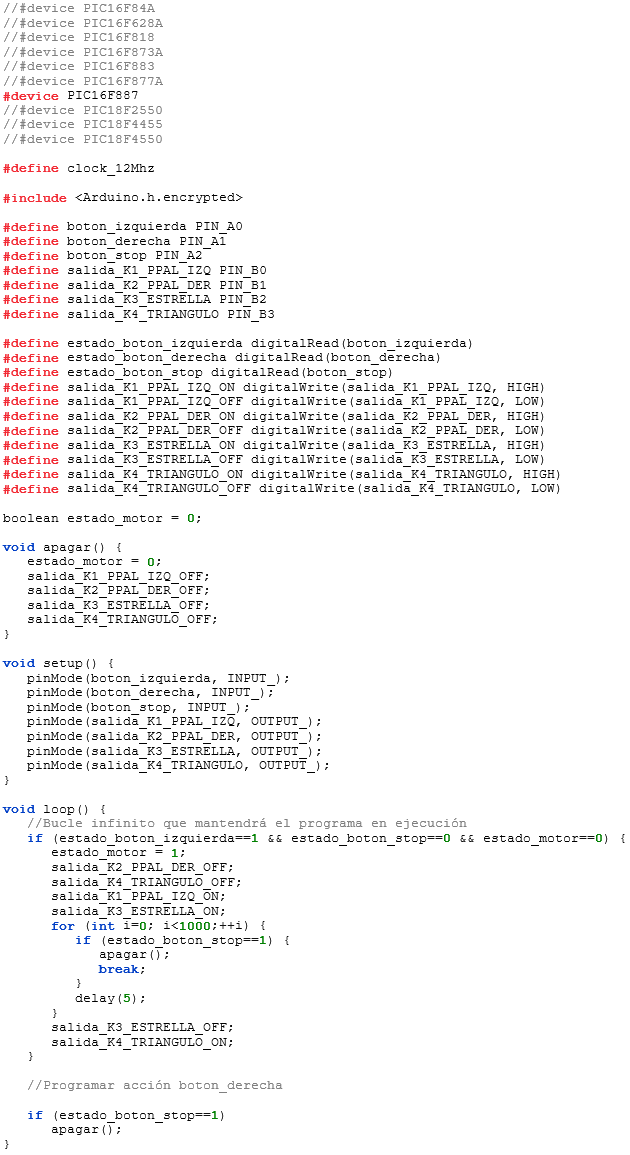 //#device PIC16F84A
//#device PIC16F628A
//#device PIC16F818
//#device PIC16F873A
//#device PIC16F883
//#device PIC16F877A
#device PIC16F887
//#device PIC18F2550
//#device PIC18F4455
//#device PIC18F4550

#define clock_12Mhz

#include <Arduino.h.encrypted>

#define boton_izquierda PIN_A0
#define boton_derecha PIN_A1
#define boton_stop PIN_A2
#define salida_K1_PPAL_IZQ PIN_B0
#define salida_K2_PPAL_DER PIN_B1
#define salida_K3_ESTRELLA PIN_B2
#define salida_K4_TRIANGULO PIN_B3

#define estado_boton_izquierda digitalRead(boton_izquierda)
#define estado_boton_derecha digitalRead(boton_derecha)
#define estado_boton_stop digitalRead(boton_stop)
#define salida_K1_PPAL_IZQ_ON digitalWrite(salida_K1_PPAL_IZQ, HIGH)
#define salida_K1_PPAL_IZQ_OFF digitalWrite(salida_K1_PPAL_IZQ, LOW)
#define salida_K2_PPAL_DER_ON digitalWrite(salida_K2_PPAL_DER, HIGH)
#define salida_K2_PPAL_DER_OFF digitalWrite(salida_K2_PPAL_DER, LOW)
#define salida_K3_ESTRELLA_ON digitalWrite(salida_K3_ESTRELLA, HIGH)
#define salida_K3_ESTRELLA_OFF digitalWrite(salida_K3_ESTRELLA, LOW)
#define salida_K4_TRIANGULO_ON digitalWrite(salida_K4_TRIANGULO, HIGH)
#define salida_K4_TRIANGULO_OFF digitalWrite(salida_K4_TRIANGULO, LOW)

boolean estado_motor = 0;

void apagar() {
   estado_motor = 0;
   salida_K1_PPAL_IZQ_OFF;
   salida_K2_PPAL_DER_OFF;
   salida_K3_ESTRELLA_OFF;
   salida_K4_TRIANGULO_OFF;
}

void setup() {
   pinMode(boton_izquierda, INPUT_);
   pinMode(boton_derecha, INPUT_);
   pinMode(boton_stop, INPUT_);
   pinMode(salida_K1_PPAL_IZQ, OUTPUT_);
   pinMode(salida_K2_PPAL_DER, OUTPUT_);
   pinMode(salida_K3_ESTRELLA, OUTPUT_);
   pinMode(salida_K4_TRIANGULO, OUTPUT_);
}

void loop() {
   //Bucle infinito que mantendrá el programa en ejecución
   if (estado_boton_izquierda==1 && estado_boton_stop==0 && estado_motor==0) {
      estado_motor = 1;
      salida_K2_PPAL_DER_OFF;
      salida_K4_TRIANGULO_OFF;
      salida_K1_PPAL_IZQ_ON;
      salida_K3_ESTRELLA_ON;
      for (int i=0; i<1000;++i) {
         if (estado_boton_stop==1) {
            apagar();
            break;
         }
         delay(5);
      }
      salida_K3_ESTRELLA_OFF;
      salida_K4_TRIANGULO_ON;
   }

   //Programar acción boton_derecha

   if (estado_boton_stop==1)
      apagar();
}